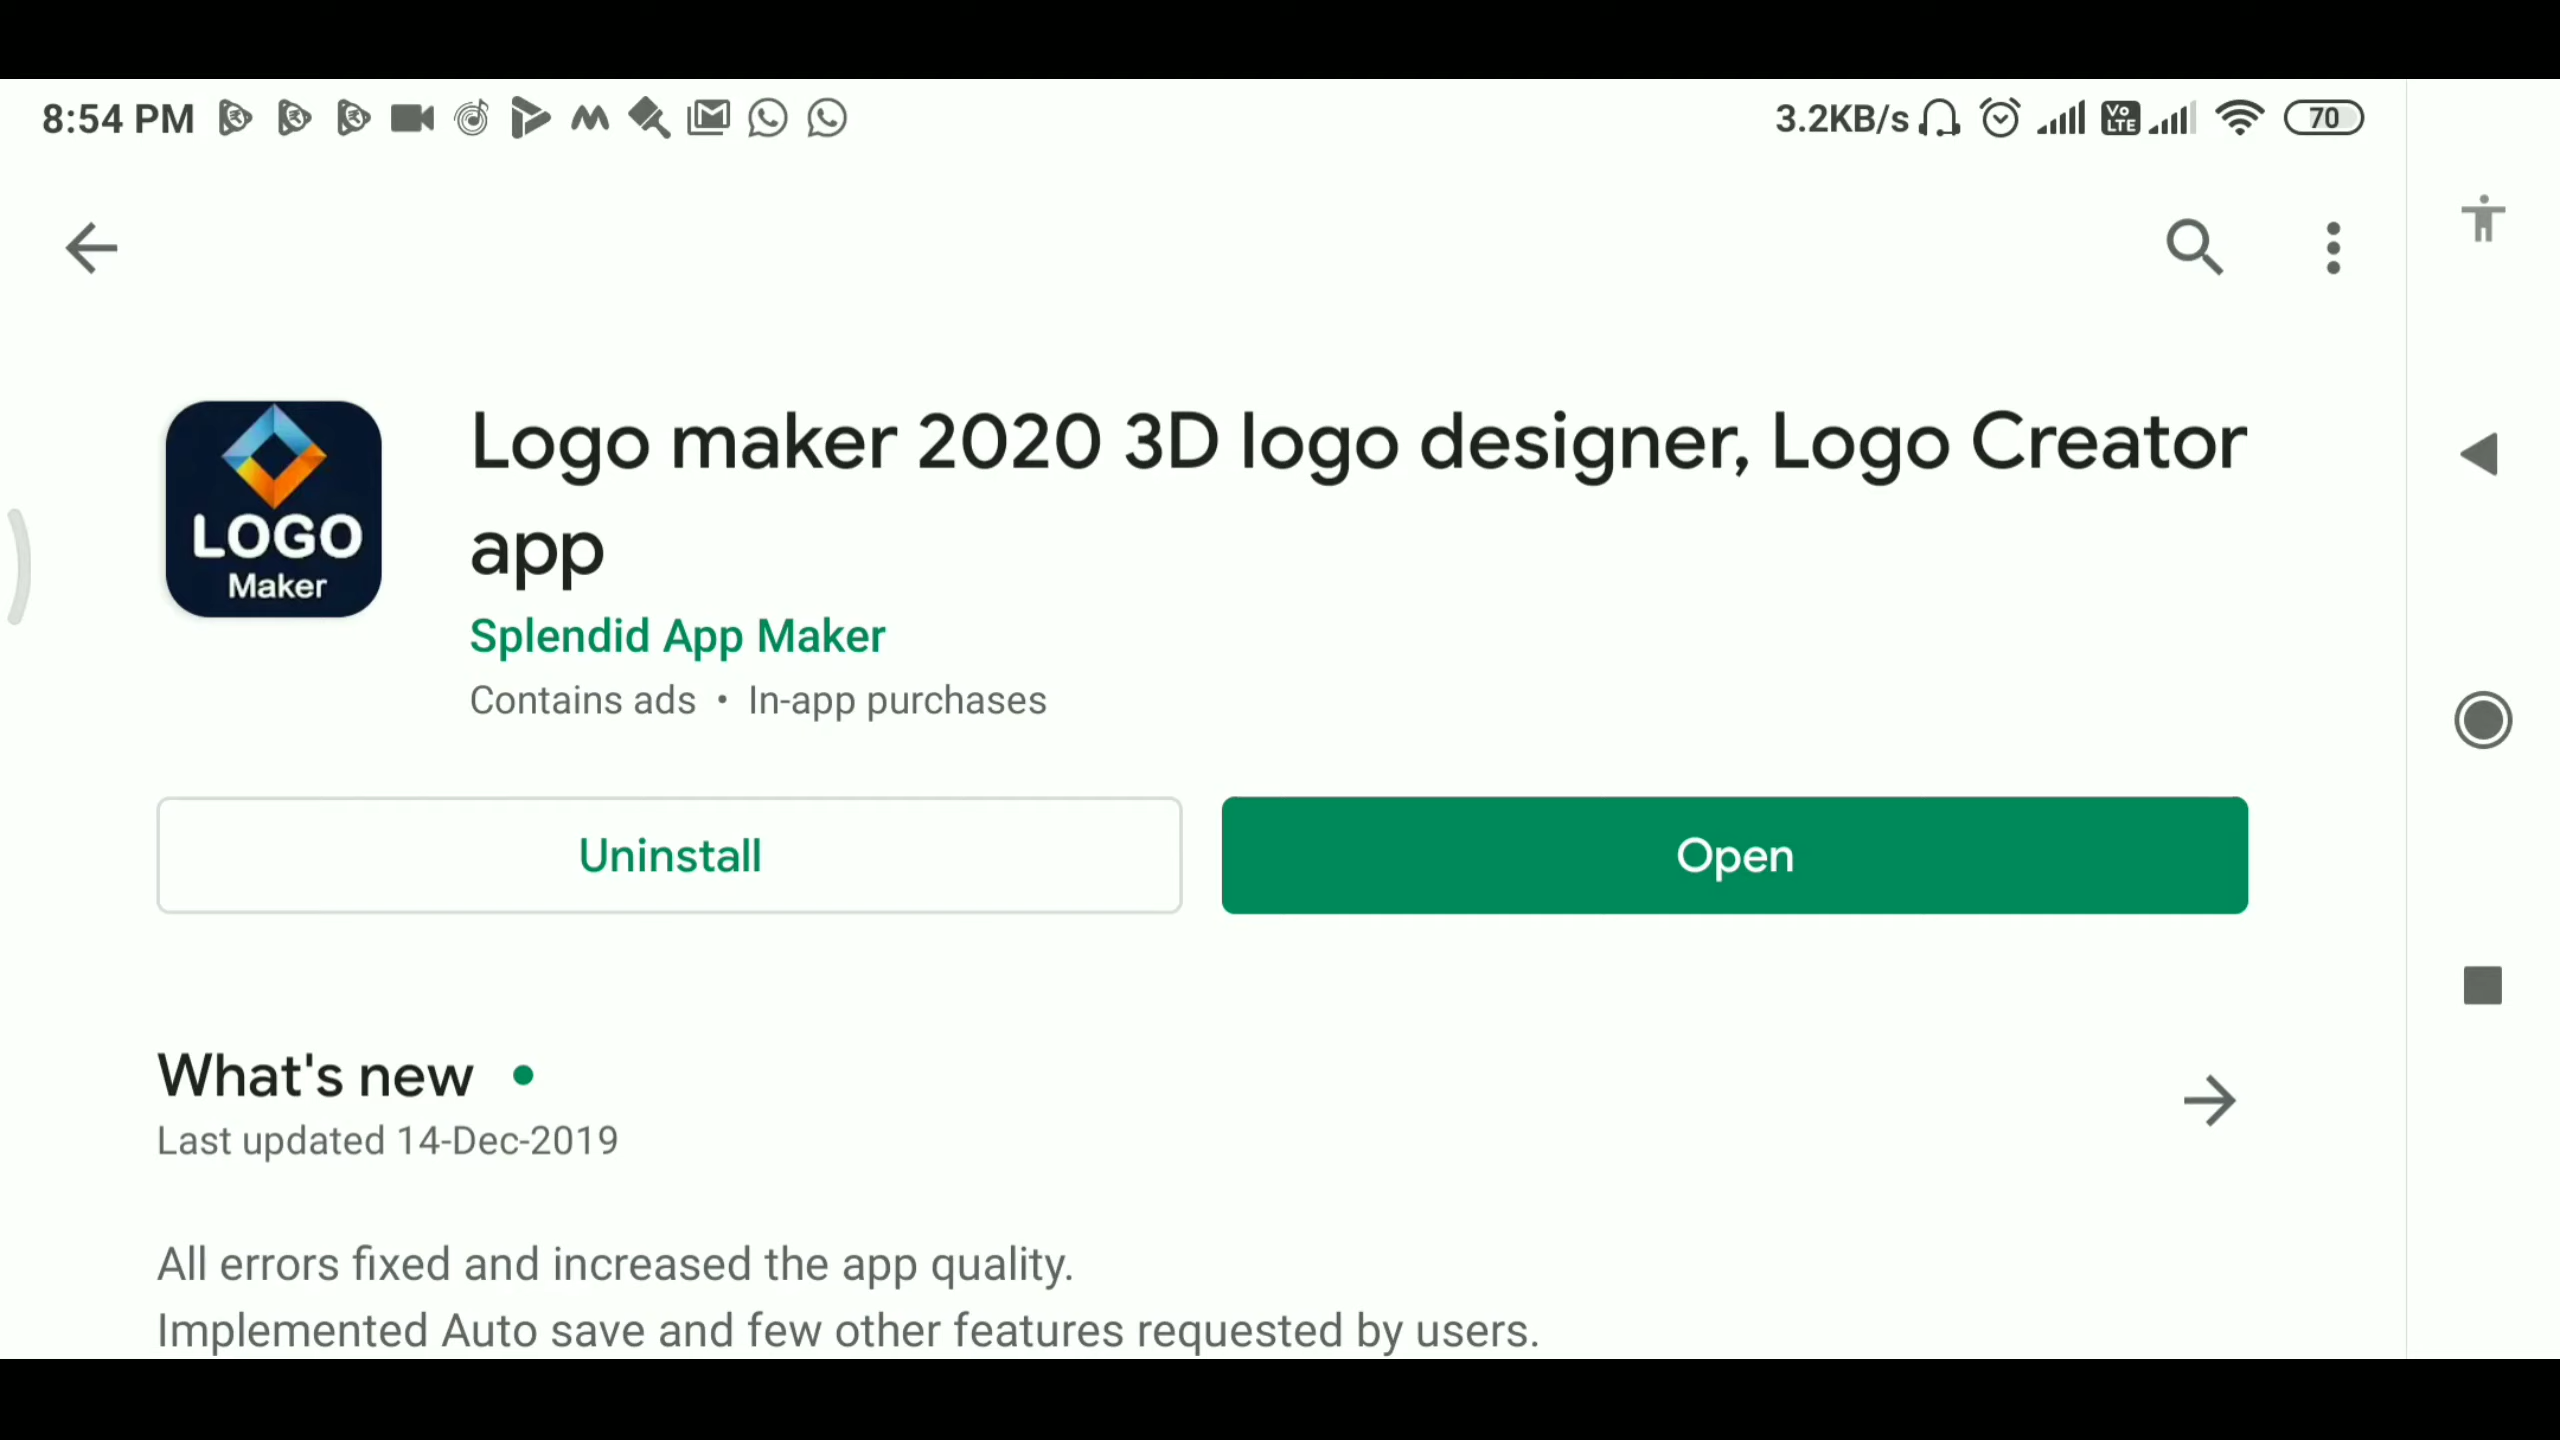 8:54 PM
3.2KB/s
Vo LTE
70
LOGO
Maker
Logo maker 2020 3D logo designer, Logo Creator
app
Splendid App Maker
Contains ads • In-app purchases
Uninstall
Open
What's new
Last updated 14-Dec-2019
All errors fixed and increased the app quality.
Implemented Auto save and few other features requested by users.